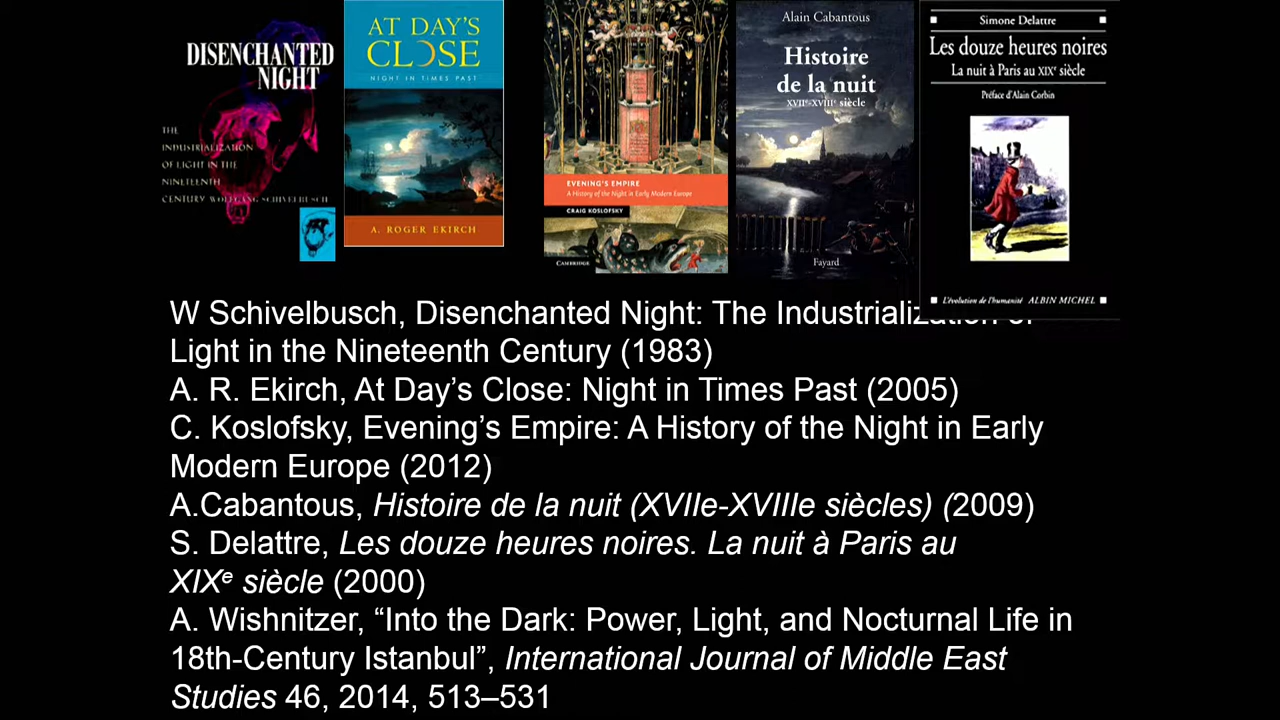 DISENCHANTED
NIGHT
THE
INDUSTRIALIZATION
OF LIGHT IN THE
NINETEENTH
CENTURY WOLFGANG SCHIVELBUSCH
AT DAY'S
CLOSE
NIGHT IN TIMES PAST
A. ROGER EKIRCH
EVENING'S EMPIRE
A History of the Night in Early Modern Europe
CRAIG KOSLOFSKY
CAMBRIDGE
Alain Cabantous
Histoire
de la nuit
XVIIe-XVIIIe siècle
Fayard
Simone Delattre
Les douze heures noires
La nuit à Paris au XIXe siècle
Préface d'Alain Corbin
L'évolution de l'humanité ALBIN MICHEL
W Schivelbusch, Disenchanted Night: The Industrialization of
Light in the Nineteenth Century (1983)
A. R. Ekirch, At Day’s Close: Night in Times Past (2005)
C. Koslofsky, Evening’s Empire: A History of the Night in Early
Modern Europe (2012)
A.Cabantous, Histoire de la nuit (XVIIe-XVIIIe siècles) (2009)
S. Delattre, Les douze heures noires. La nuit à Paris au
XIXe siècle (2000)
A. Wishnitzer, “Into the Dark: Power, Light, and Nocturnal Life in
18th-Century Istanbul”, International Journal of Middle East
Studies 46, 2014, 513–531